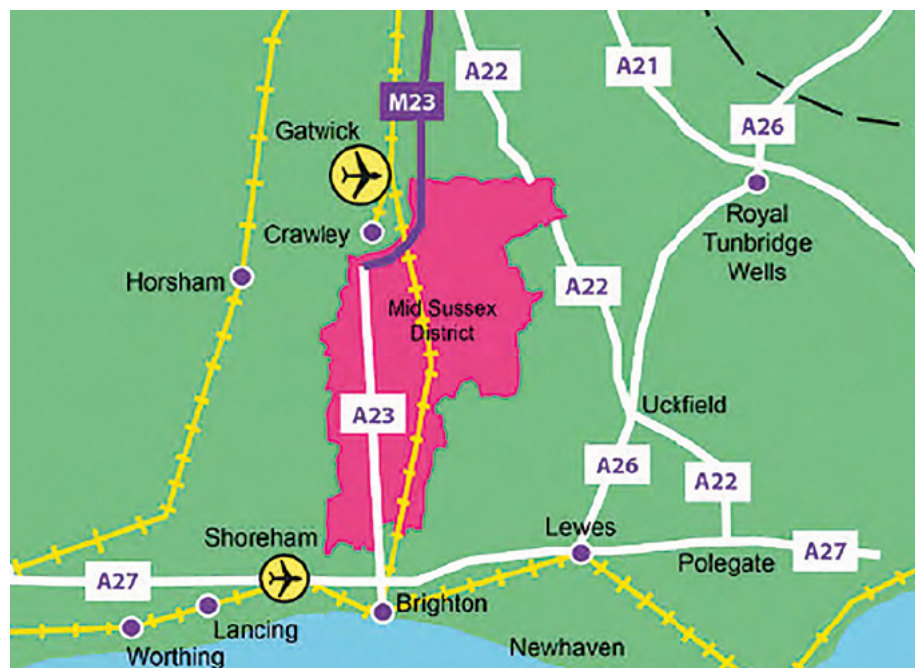 A22
A21
M23
A26
Gatwick
Crawley
Royal
Tunbridge
Wells
Horsham
A22
Mid Sussex
District
A23
Uckfield
A26
A22
Shoreham
Lewes
A27
Polegate
A27
Brighton
Lancing
Newhaven
Worthing